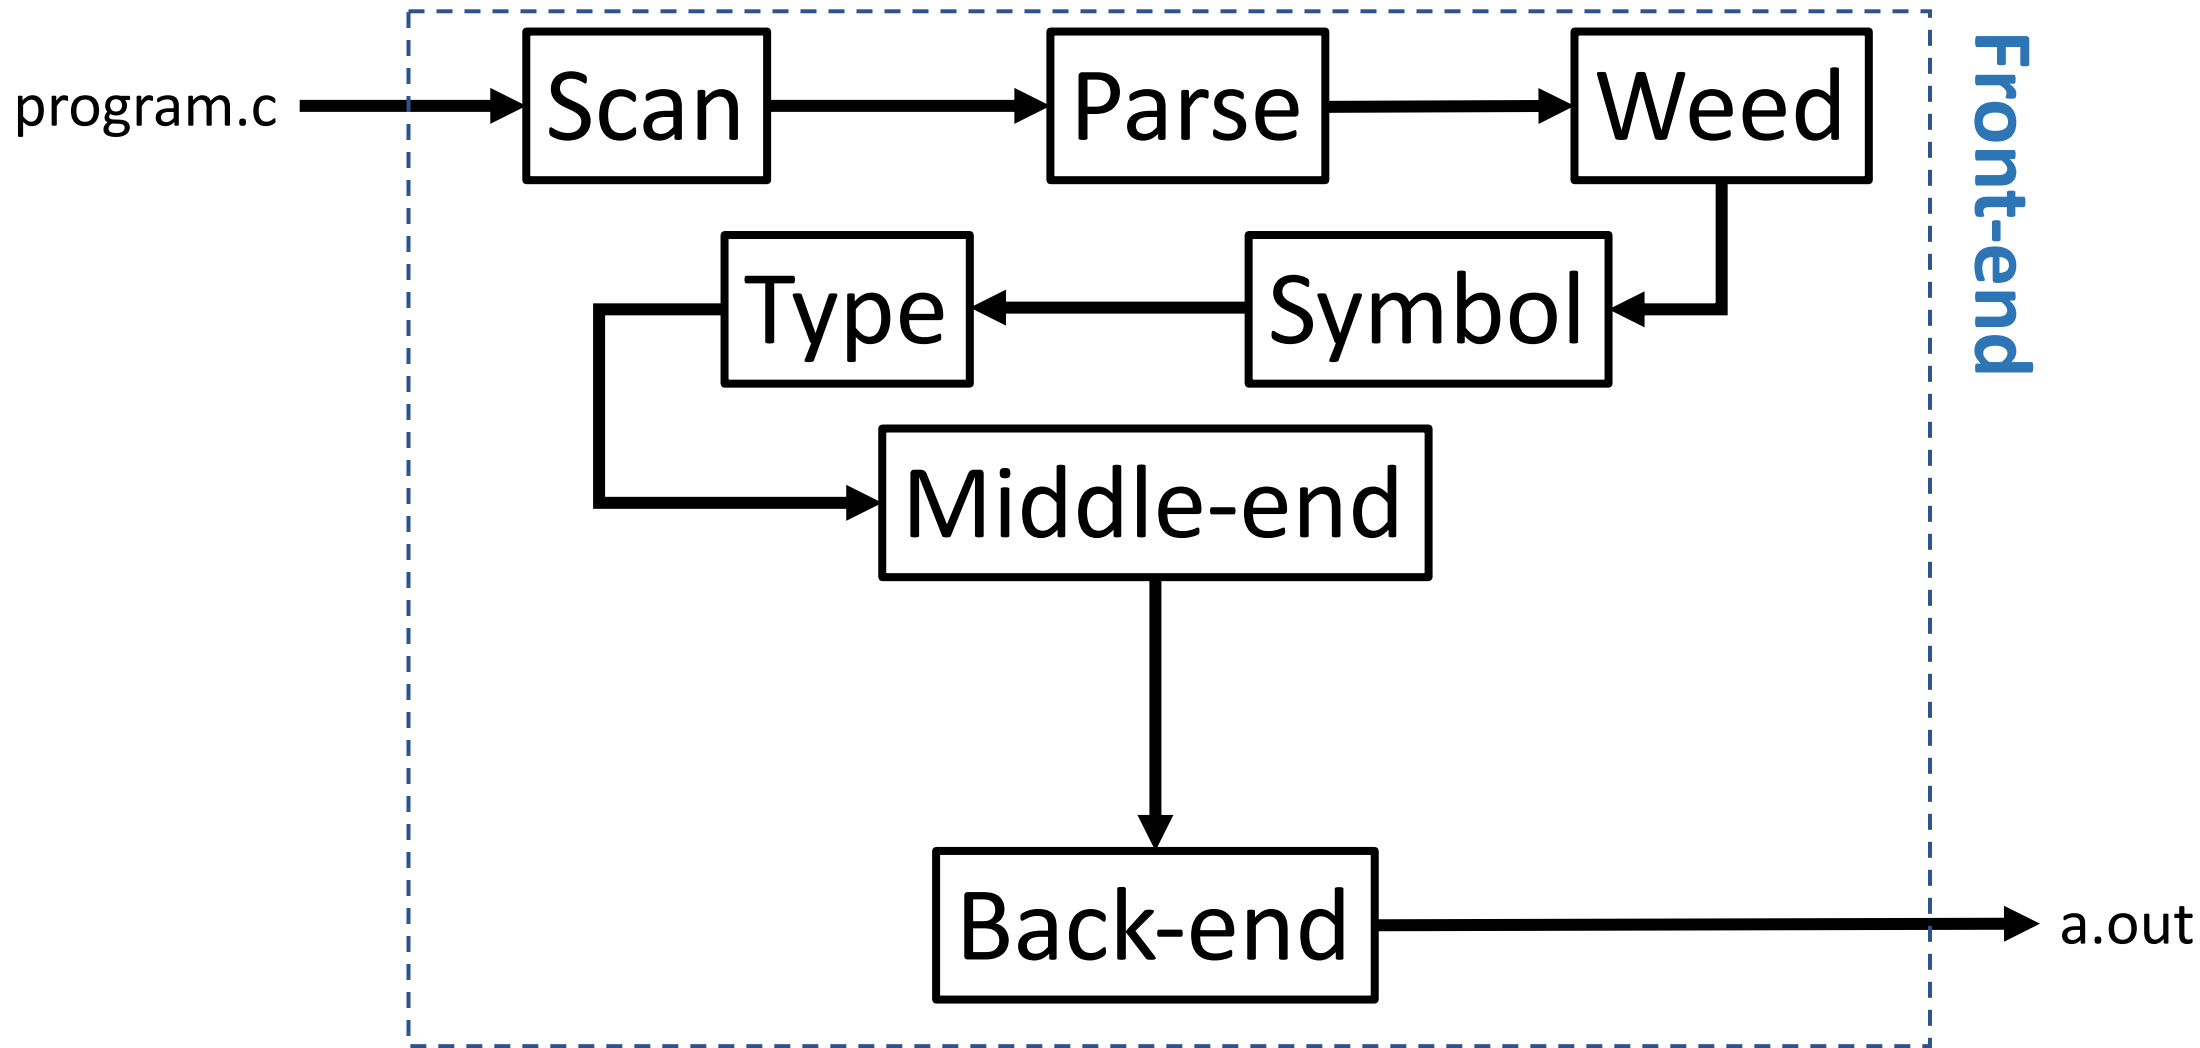 program.c
Scan
Parse
Weed
Front-end
Type
Symbol
Middle-end
Back-end
a.out